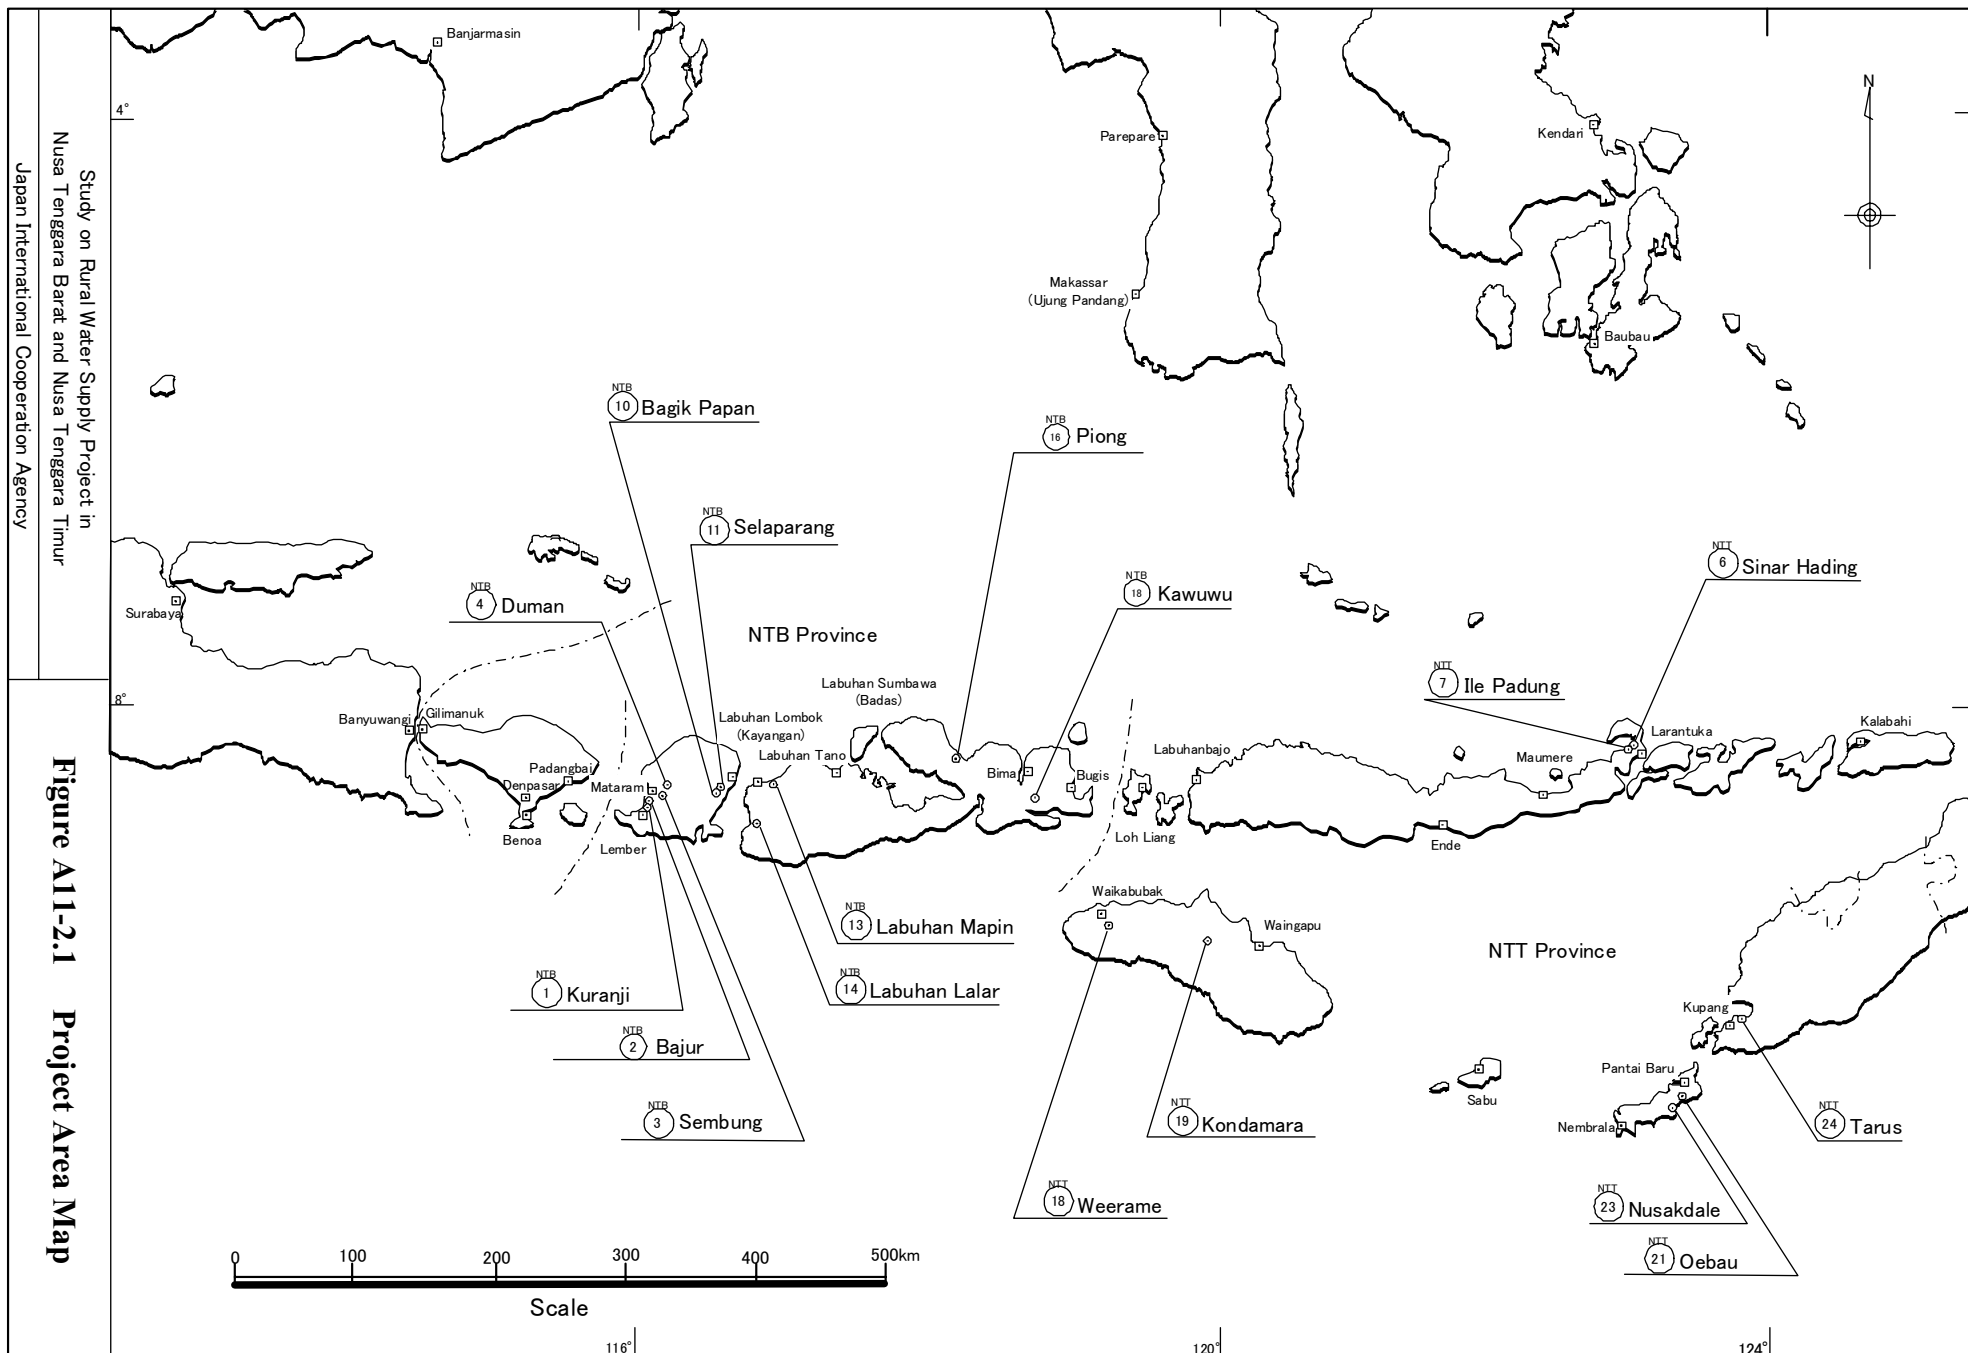 Study on Rural Water Supply Project in
Nusa Tenggara Barat and Nusa Tenggara Timur
Japan International Cooperation Agency
Figure A11-2.1 Project Area Map
Banjarmasin
4°
Parepare
Kendari
N
Makassar
(Ujung Pandang)
Baubau
NTB
10 Bagik Papan
NTB
16 Piong
NTB
11 Selaparang
NTT
6 Sinar Hading
NTB
4 Duman
NTB
18 Kawuwu
Surabaya
NTB Province
NTT
7 Ile Padung
8°
Labuhan Sumbawa
(Badas)
Banyuwangi
Gilimanuk
Labuhan Lombok
(Kayangan)
Labuhan Tano
Larantuka
Kalabahi
Padangbai
Denpasar
Mataram
Bima
Bugis
Labuhanbajo
Maumere
Benoa
Lember
Loh Liang
Ende
Waikabubak
Waingapu
NTB
13 Labuhan Mapin
NTT Province
NTB
1 Kuranji
NTB
14 Labuhan Lalar
Kupang
NTB
2 Bajur
Pantai Baru
Sabu
NTB
3 Sembung
NTT
19 Kondamara
Nembrala
NTT
24 Tarus
NTT
18 Weerame
NTT
23 Nusakdale
NTT
21 Oebau
0 100 200 300 400 500km
Scale
116° 120° 124°